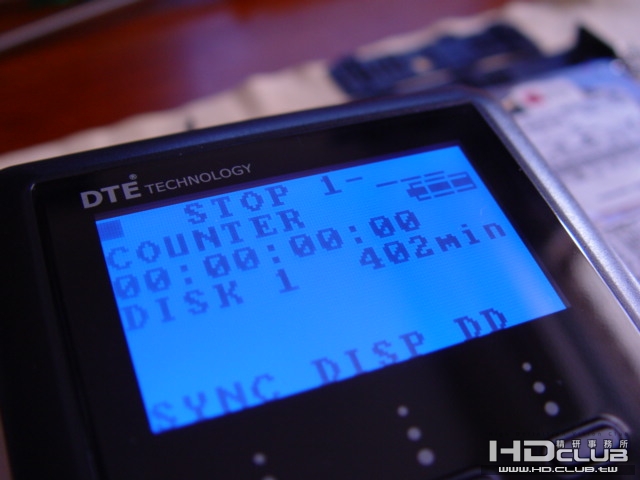 DTE TECHNOLOGY
STOP 1-----
COUNTER
00:00:00:00
DISK 1 402min
SYNC DISP DD
HDCLUB 精研事務所
WWW.HD.CLUB.TW